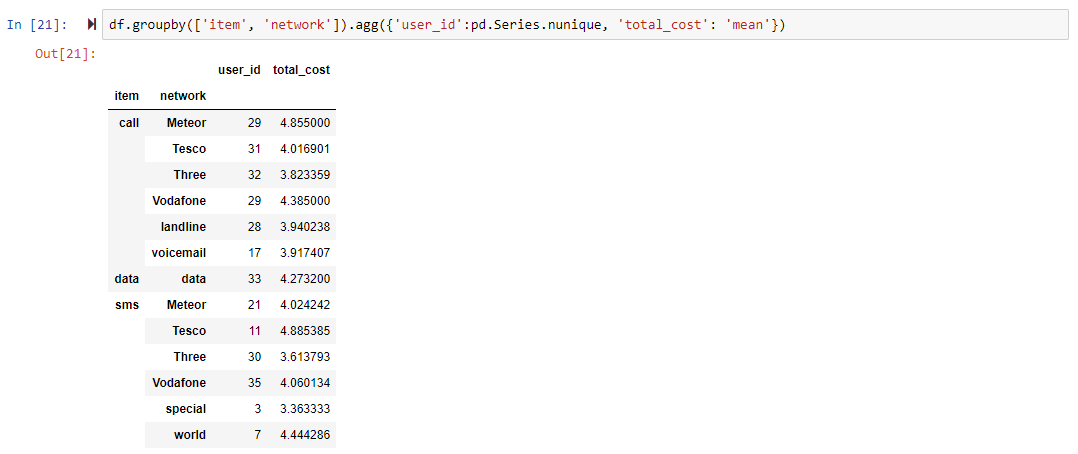 In [21]: df.groupby(['item', 'network']).agg({'user_id':pd.Series.nunique, 'total_cost': 'mean'})
Out[21]:
user_id total_cost
item network
call Meteor 29 4.855000
Tesco 31 4.016901
Three 32 3.823359
Vodafone 29 4.385000
landline 28 3.940238
voicemail 17 3.917407
data data 33 4.273200
sms Meteor 21 4.024242
Tesco 11 4.885385
Three 30 3.613793
Vodafone 35 4.060134
special 3 3.363333
world 7 4.444286